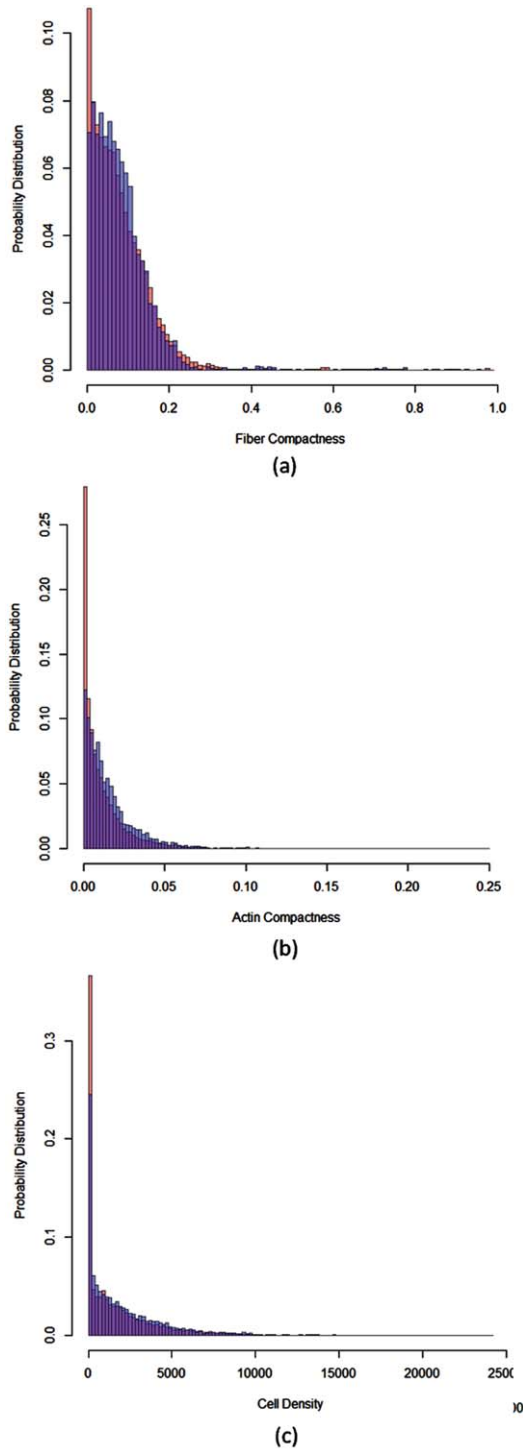 0.10
0.08
0.06
0.04
0.02
0.00
Probability Distribution
0.0 0.2 0.4 0.6 0.8 1.0
Fiber Compactness
(a)
0.25
0.20
0.15
0.10
0.05
0.00
Probability Distribution
0.00 0.05 0.10 0.15 0.20 0.25
Actin Compactness
(b)
0.3
0.2
0.1
0.0
Probability Distribution
0 5000 10000 15000 20000 2500
Cell Density
00
(c)